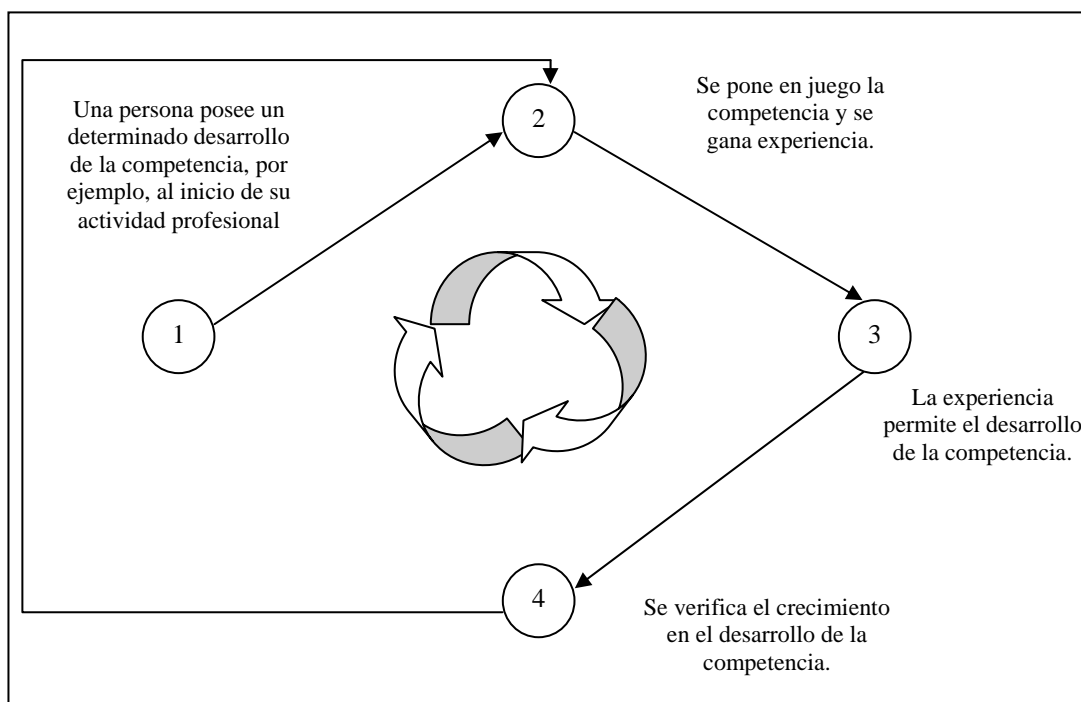 Una persona posee un
determinado desarrollo
de la competencia, por
ejemplo, al inicio de su
actividad profesional
1
2
Se pone en juego la
competencia y se
gana experiencia.
3
La experiencia
permite el desarrollo
de la competencia.
4
Se verifica el crecimiento
en el desarrollo de la
competencia.